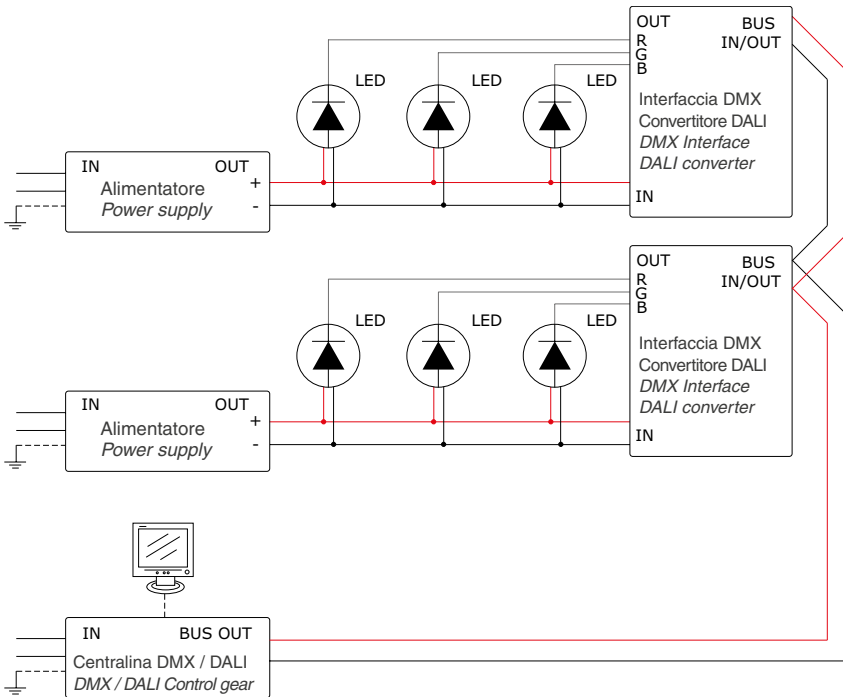 OUT BUS
R IN/OUT
G
B
LED LED LED
Interfaccia DMX
Convertitore DALI
DMX Interface
DALI converter
IN
IN OUT
+
Alimentatore
Power supply
-
OUT BUS
R IN/OUT
G
B
LED LED LED
Interfaccia DMX
Convertitore DALI
DMX Interface
DALI converter
IN
IN OUT
+
Alimentatore
Power supply
-
IN BUS OUT
Centralina DMX / DALI
DMX / DALI Control gear